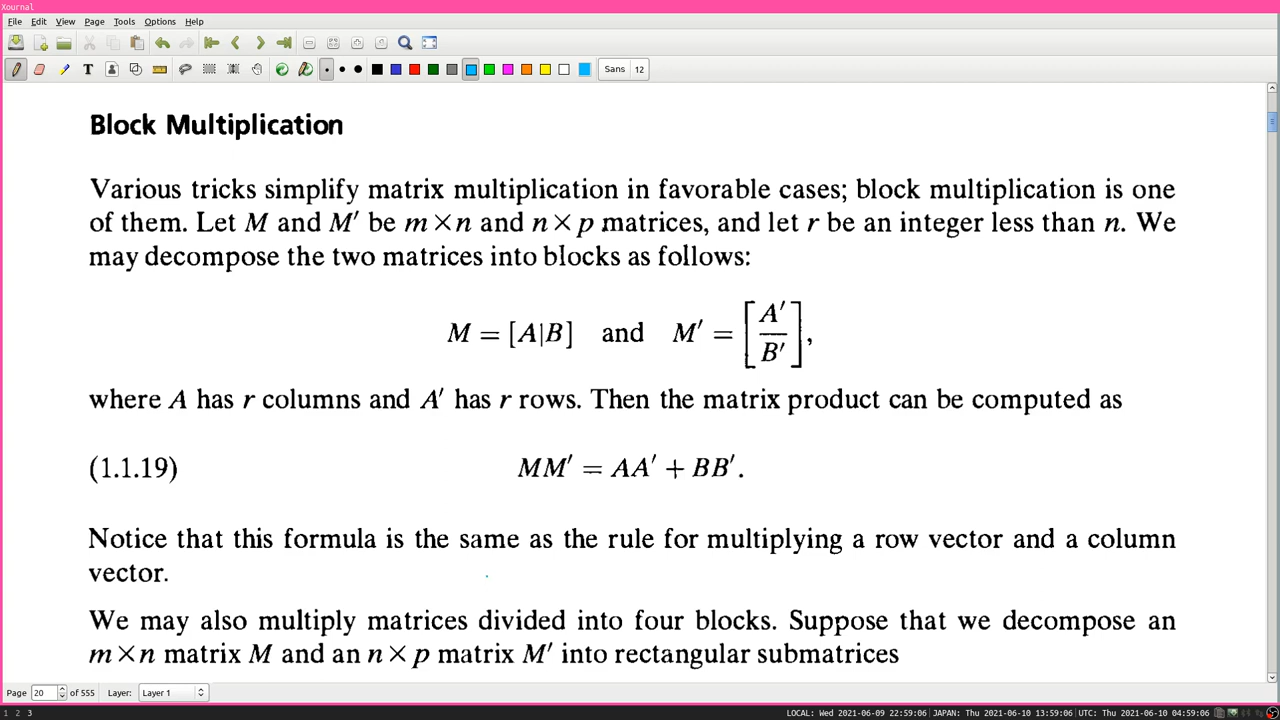 Xournal
File Edit View Page Tools Options Help
Sans 12
Block Multiplication
Various tricks simplify matrix multiplication in favorable cases; block multiplication is one
of them. Let M and M′ be m×n and n×p matrices, and let r be an integer less than n. We
may decompose the two matrices into blocks as follows:
M = [A|B] and M′ = [A′/B′],
where A has r columns and A′ has r rows. Then the matrix product can be computed as
(1.1.19) MM′ = AA′ + BB′.
Notice that this formula is the same as the rule for multiplying a row vector and a column
vector.
We may also multiply matrices divided into four blocks. Suppose that we decompose an
m×n matrix M and an n×p matrix M′ into rectangular submatrices
Page 20 of 555 Layer: Layer 1
1 2 3 LOCAL: Wed 2021-06-09 22:59:06 |JAPAN: Thu 2021-06-10 13:59:06|UTC: Thu 2021-06-10 04:59:06